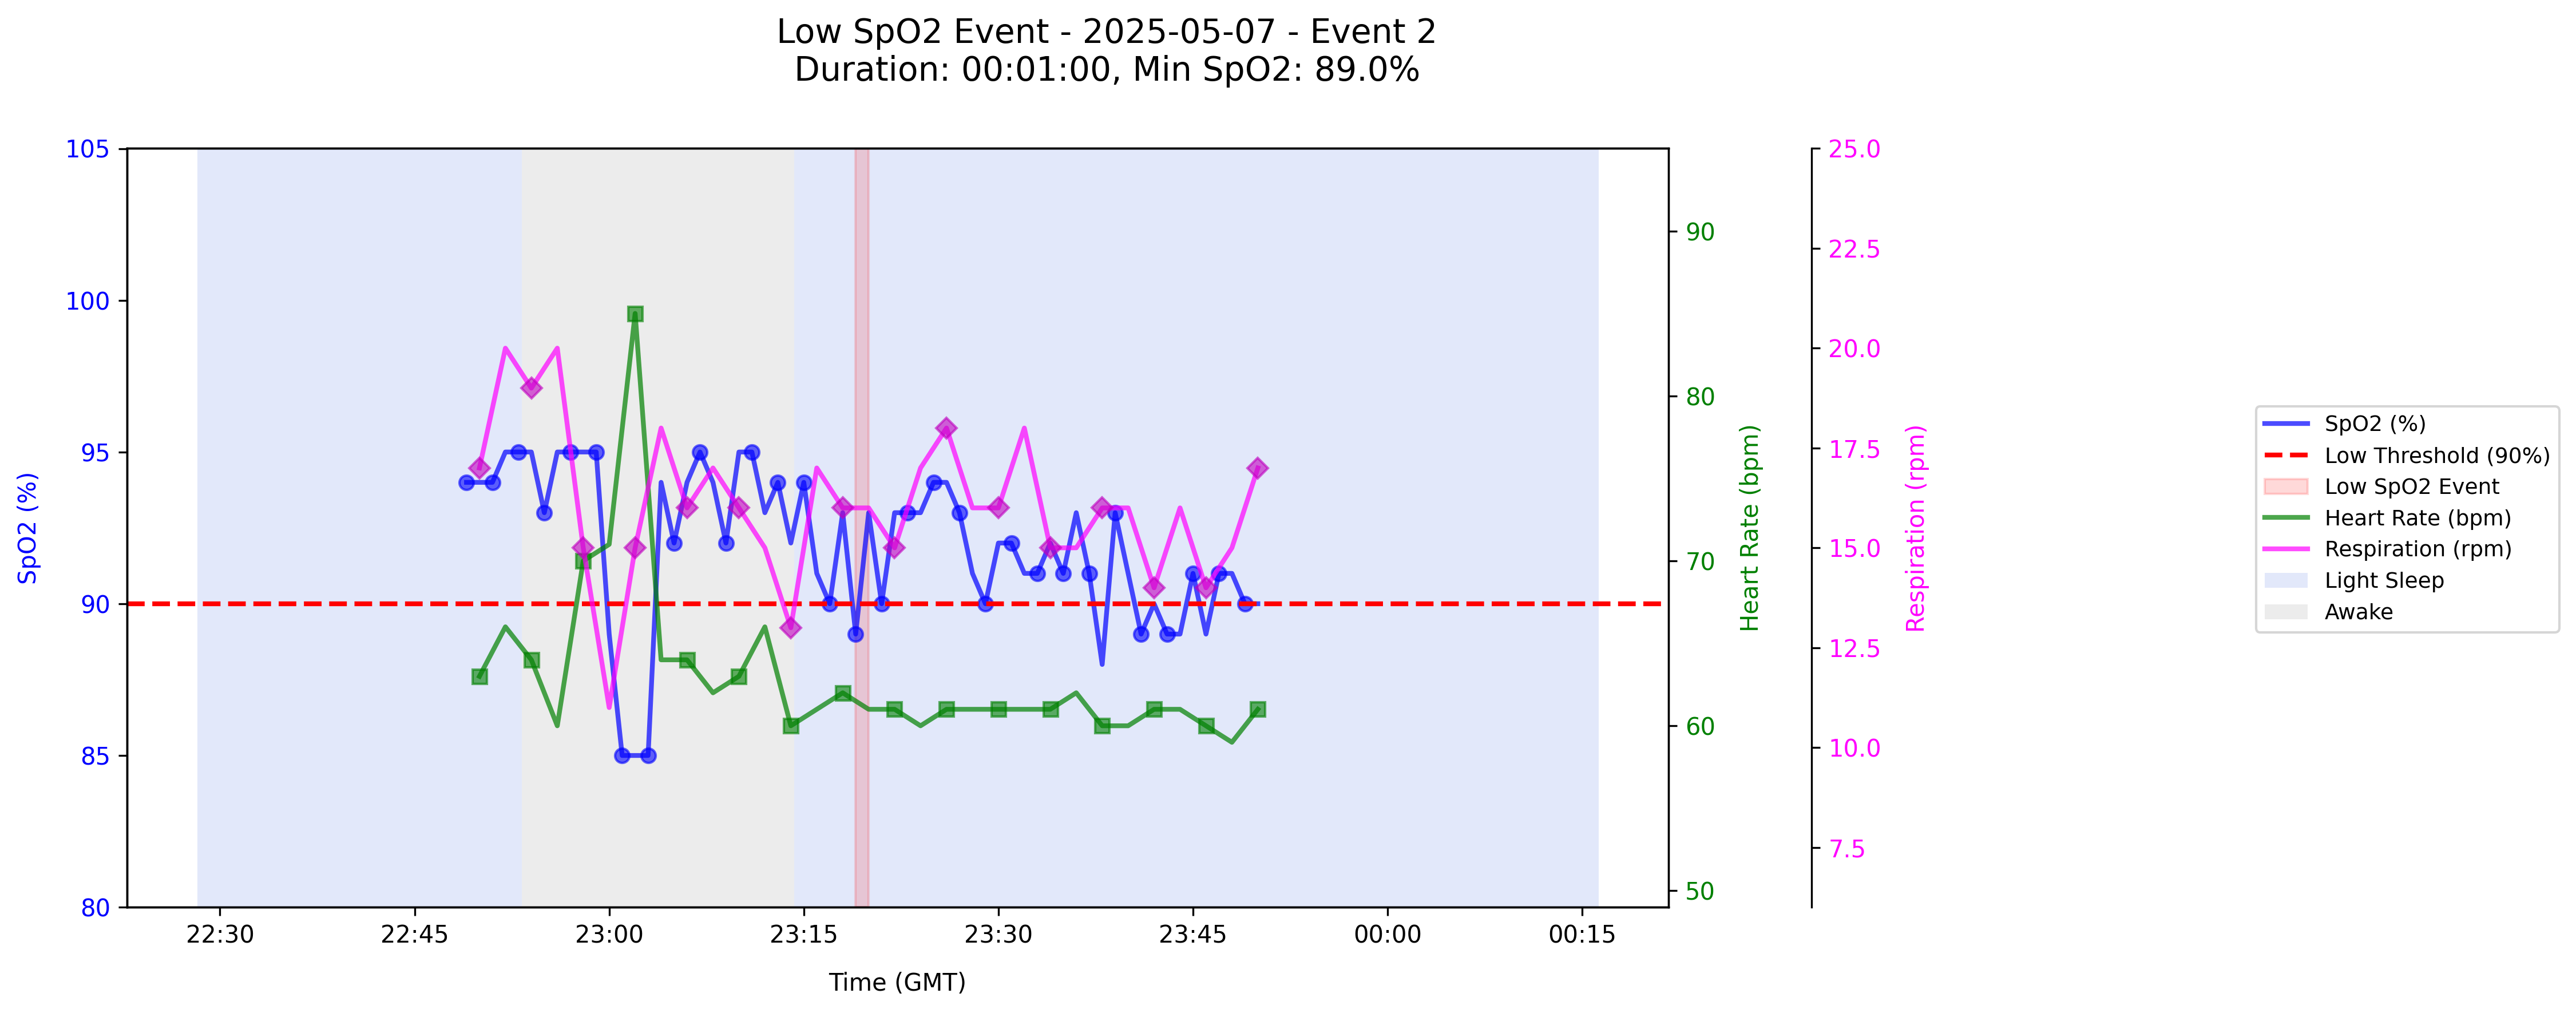 Low SpO2 Event - 2025-05-07 - Event 2
Duration: 00:01:00, Min SpO2: 89.0%
105
100
95
90
85
80
SpO2 (%)
22:30
22:45
23:00
23:15
23:30
23:45
00:00
00:15
Time (GMT)
90
80
70
60
50
Heart Rate (bpm)
25.0
22.5
20.0
17.5
15.0
12.5
10.0
7.5
Respiration (rpm)
SpO2 (%)
Low Threshold (90%)
Low SpO2 Event
Heart Rate (bpm)
Respiration (rpm)
Light Sleep
Awake